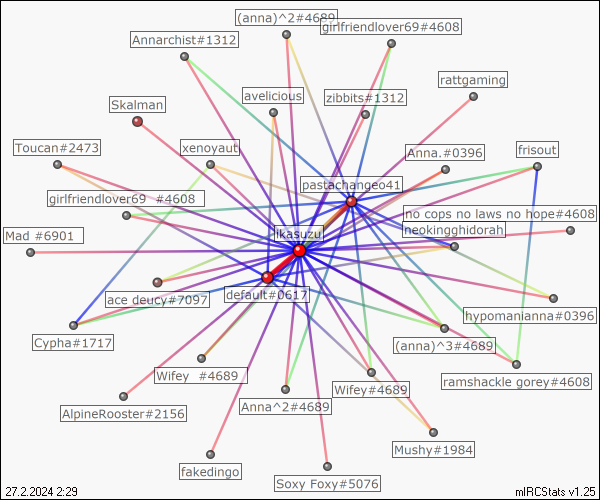 (anna)^2#4689
girlfriendlover69#4608
Annarchist#1312
rattgaming
avelicious
zibbits#1312
Skalman
Toucan#2473
xenoyaut
Anna.#0396
frisout
pastachangeo41
girlfriendlover69 #4608
no cops no laws no hope#4608
neokingghidorah
Mad #6901
ikasuzu
ace deucy#7097
default#0617
hypomanianna#0396
Cypha#1717
(anna)^3#4689
Wifey #4689
Wifey#4689
ramshackle gorey#4608
AlpineRooster#2156
Anna^2#4689
Mushy#1984
fakedingo
Soxy Foxy#5076
27.2.2024 2:29
mIRCStats v1.25